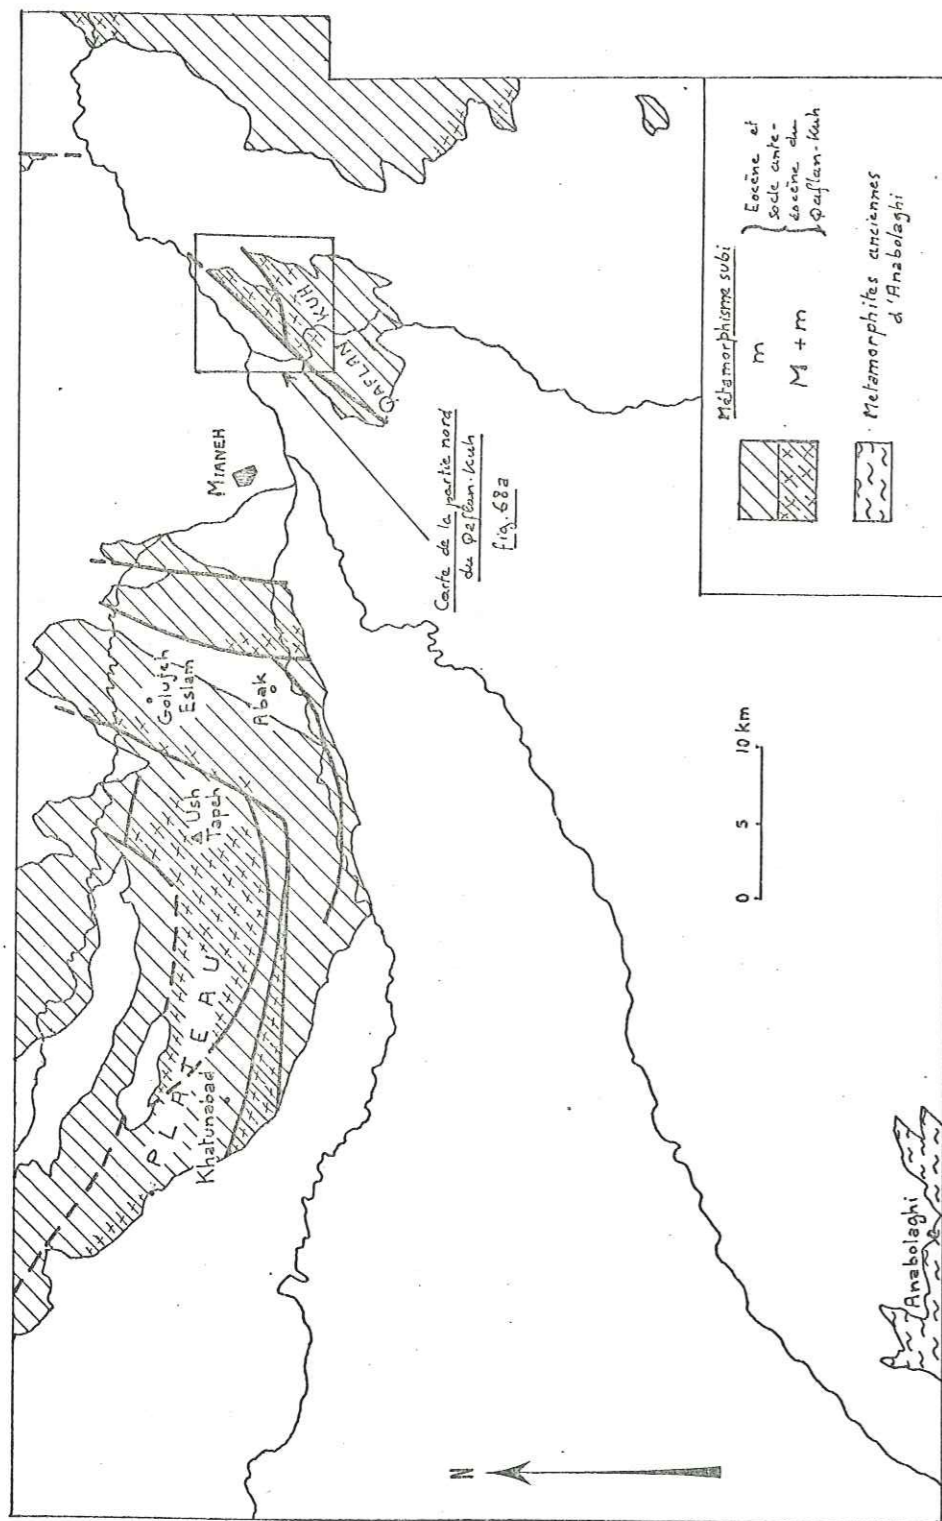 N
PLATEAU
Khatunabad
Ush
Tapeh
Golujeh
Eslam
Abak
MIANEH
QAFLAN
KUH
Carte de la partie nord
du Qaflan-Kuh
fig. 68a
Anabolaghi
0 5 10 km
Métamorphisme subi
m
M + m
Eocène et
socle anté-
éocène du
Qaflan-Kuh
Metamorphites anciennes
d'Anabolaghi